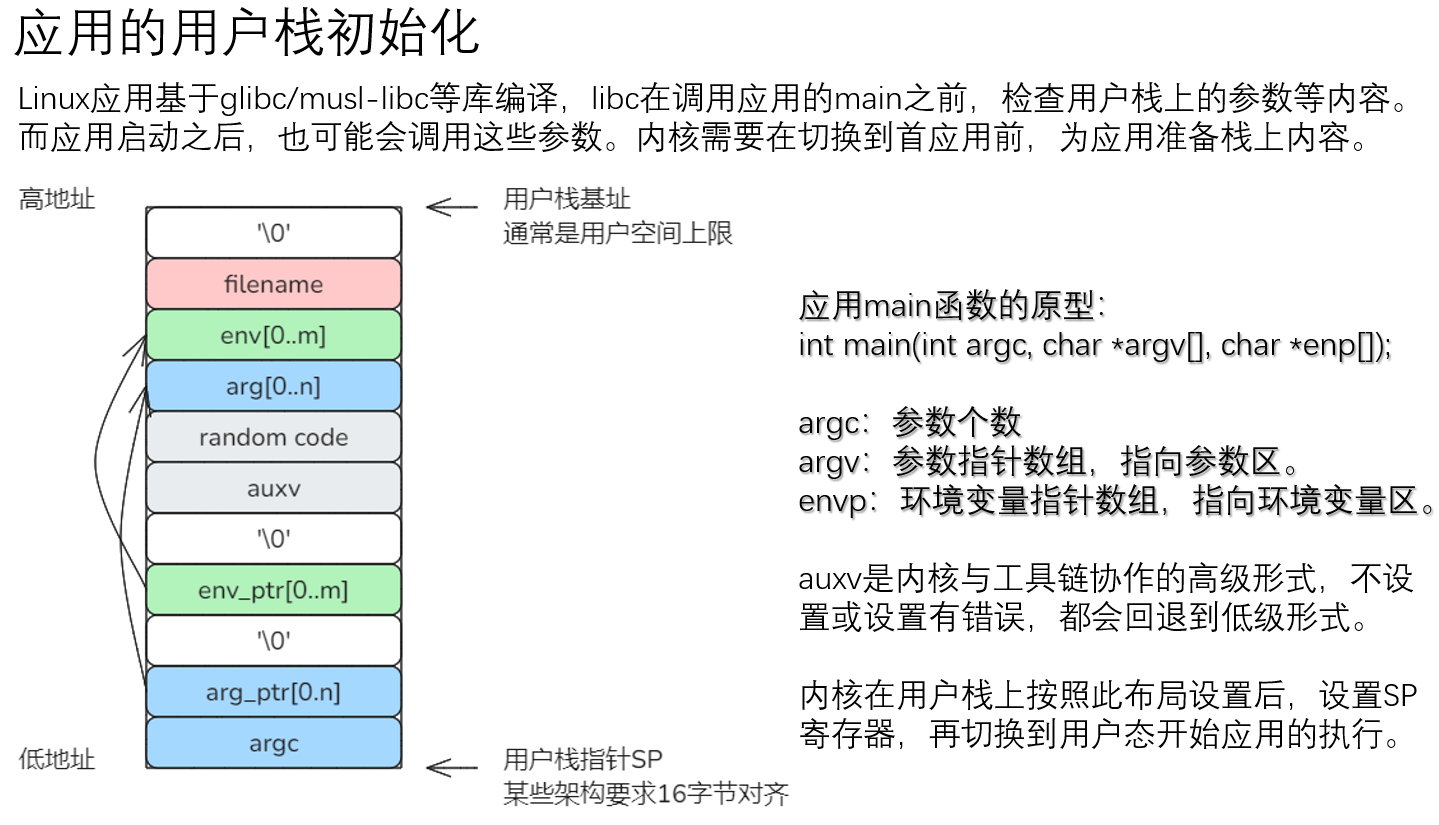 应用的用户栈初始化
Linux应用基于glibc/musl-libc等库编译，libc在调用应用的main之前，检查用户栈上的参数等内容。
而应用启动之后，也可能会调用这些参数。内核需要在切换到首应用前，为应用准备栈上内容。
高地址
用户栈基址
通常是用户空间上限
'\0'
filename
env[0..m]
arg[0..n]
random code
auxv
'\0'
env_ptr[0..m]
'\0'
arg_ptr[0.n]
argc
低地址
用户栈指针SP
某些架构要求16字节对齐
应用main函数的原型：
int main(int argc, char *argv[], char *enp[]);
argc：参数个数
argv：参数指针数组，指向参数区。
envp：环境变量指针数组，指向环境变量区。
auxv是内核与工具链协作的高级形式，不设
置或设置有错误，都会回退到低级形式。
内核在用户栈上按照此布局设置后，设置SP
寄存器，再切换到用户态开始应用的执行。